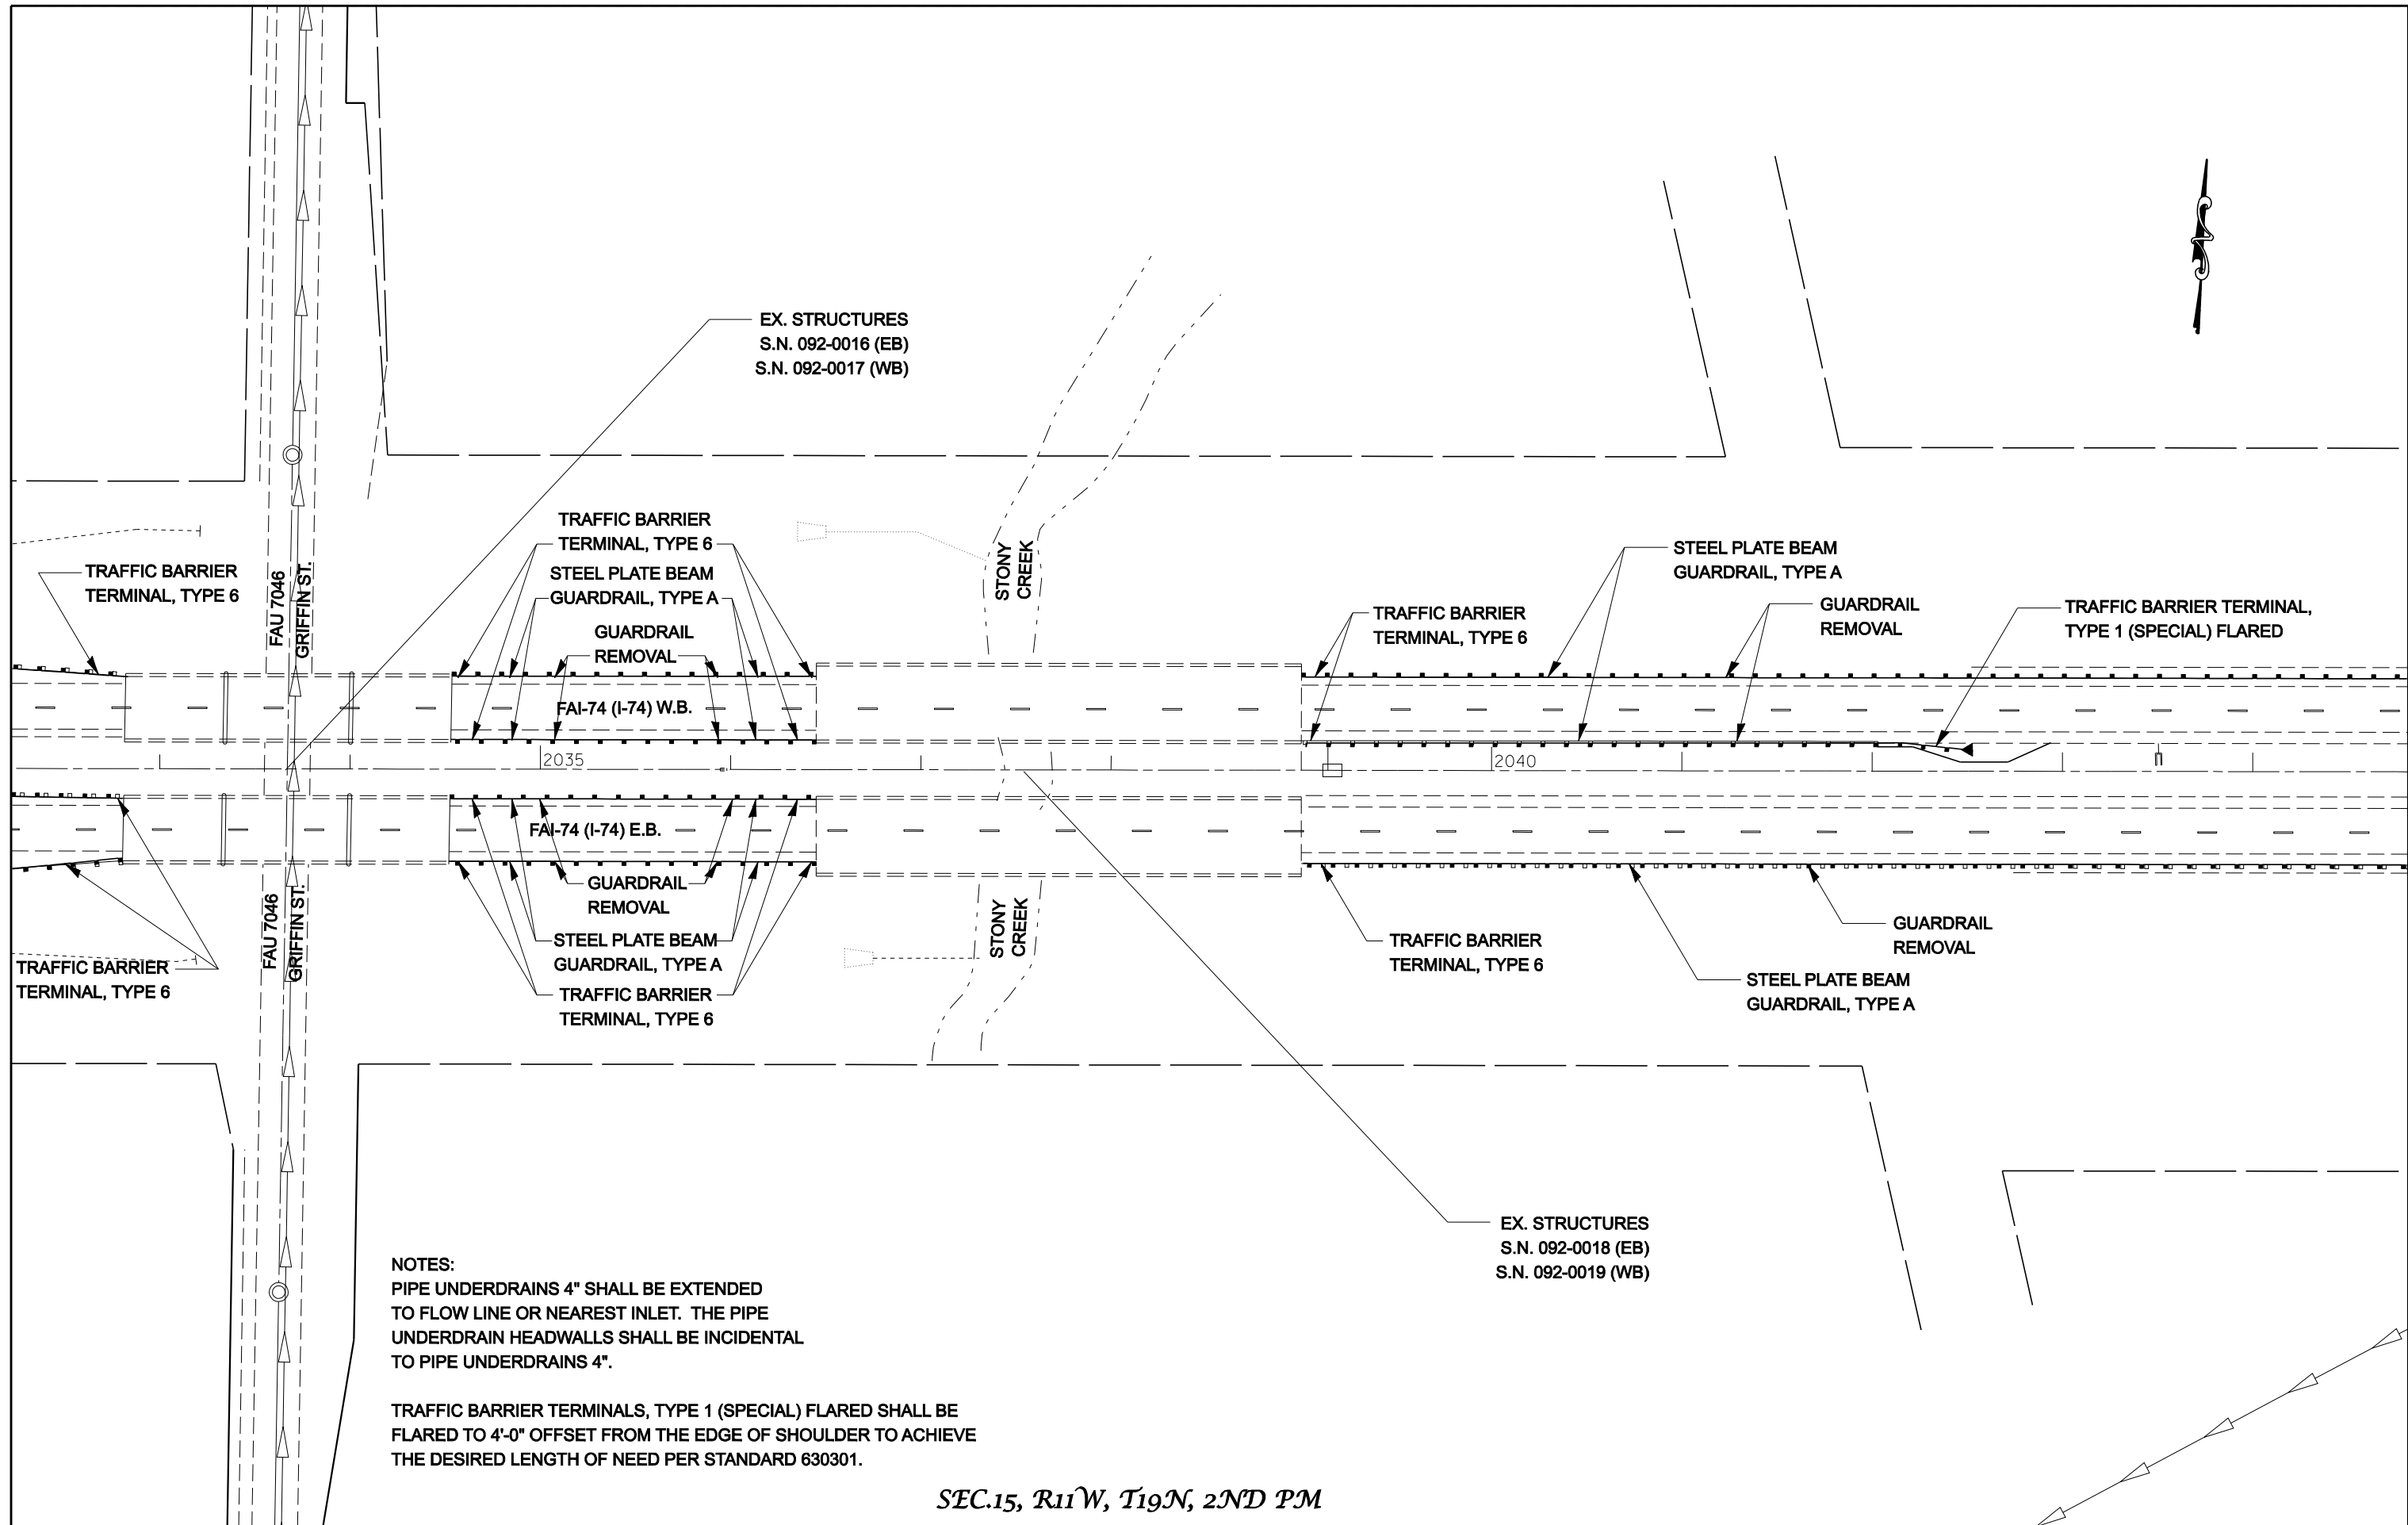 EX. STRUCTURES
S.N. 092-0016 (EB)
S.N. 092-0017 (WB)
TRAFFIC BARRIER
TERMINAL, TYPE 6
FAU 7046
GRIFFIN ST.
TRAFFIC BARRIER
TERMINAL, TYPE 6
STEEL PLATE BEAM
GUARDRAIL, TYPE A
GUARDRAIL
REMOVAL
STONY
CREEK
TRAFFIC BARRIER
TERMINAL, TYPE 6
STEEL PLATE BEAM
GUARDRAIL, TYPE A
GUARDRAIL
REMOVAL
TRAFFIC BARRIER TERMINAL,
TYPE 1 (SPECIAL) FLARED
FAI-74 (I-74) W.B.
2035
2040
FAI-74 (I-74) E.B.
FAU 7046
GRIFFIN ST.
TRAFFIC BARRIER
TERMINAL, TYPE 6
GUARDRAIL
REMOVAL
STEEL PLATE BEAM
GUARDRAIL, TYPE A
TRAFFIC BARRIER
TERMINAL, TYPE 6
STONY
CREEK
TRAFFIC BARRIER
TERMINAL, TYPE 6
GUARDRAIL
REMOVAL
STEEL PLATE BEAM
GUARDRAIL, TYPE A
EX. STRUCTURES
S.N. 092-0018 (EB)
S.N. 092-0019 (WB)
NOTES:
PIPE UNDERDRAINS 4" SHALL BE EXTENDED
TO FLOW LINE OR NEAREST INLET. THE PIPE
UNDERDRAIN HEADWALLS SHALL BE INCIDENTAL
TO PIPE UNDERDRAINS 4".
TRAFFIC BARRIER TERMINALS, TYPE 1 (SPECIAL) FLARED SHALL BE
FLARED TO 4'-0" OFFSET FROM THE EDGE OF SHOULDER TO ACHIEVE
THE DESIRED LENGTH OF NEED PER STANDARD 630301.
SEC.15, R11W, T19N, 2ND PM